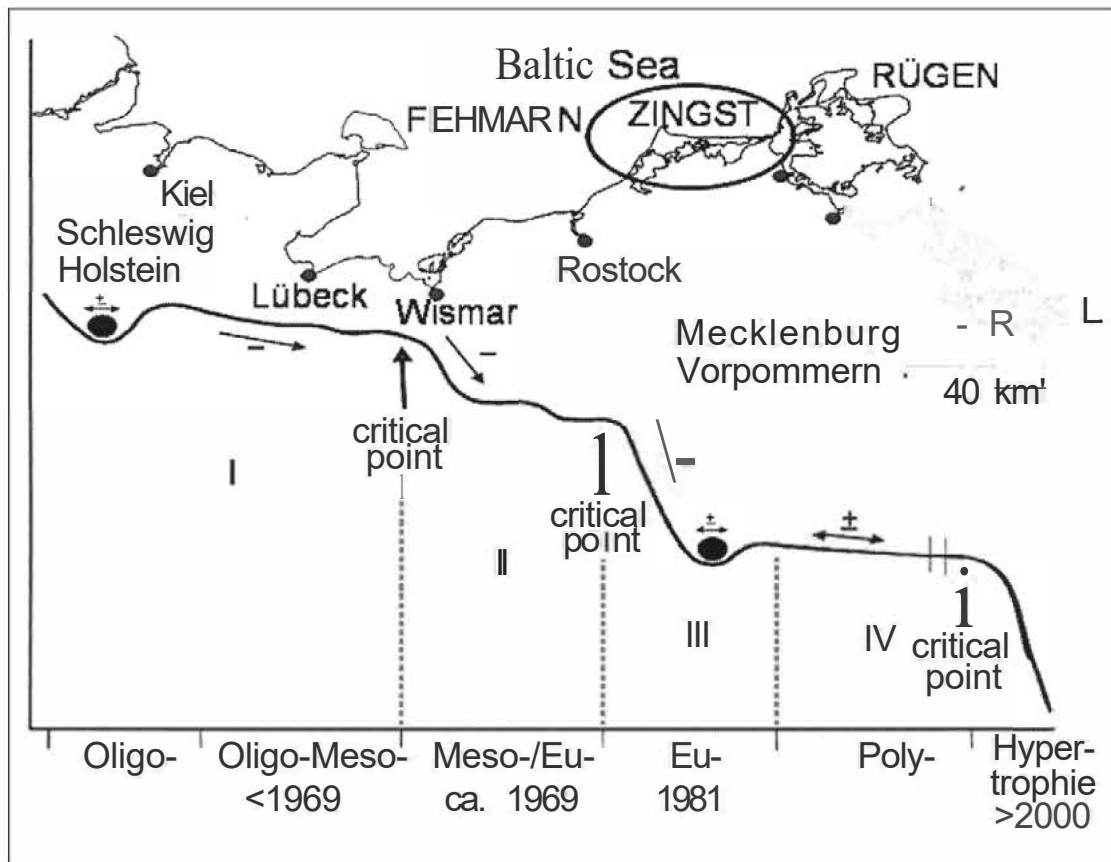 Baltic Sea
RÜGEN
FEHMARN
ZINGST
Kiel
Schleswig
Holstein
Lübeck
Wismar
Rostock
Mecklenburg
Vorpommern
- R
L
40 km'
±
−
−
critical
point
I
l
critical
point
II
−
±
III
±
IV
i
critical
point
Oligo-
Oligo-Meso-
<1969
Meso-/Eu-
ca. 1969
Eu-
1981
Poly-
Hyper-
trophie
>2000